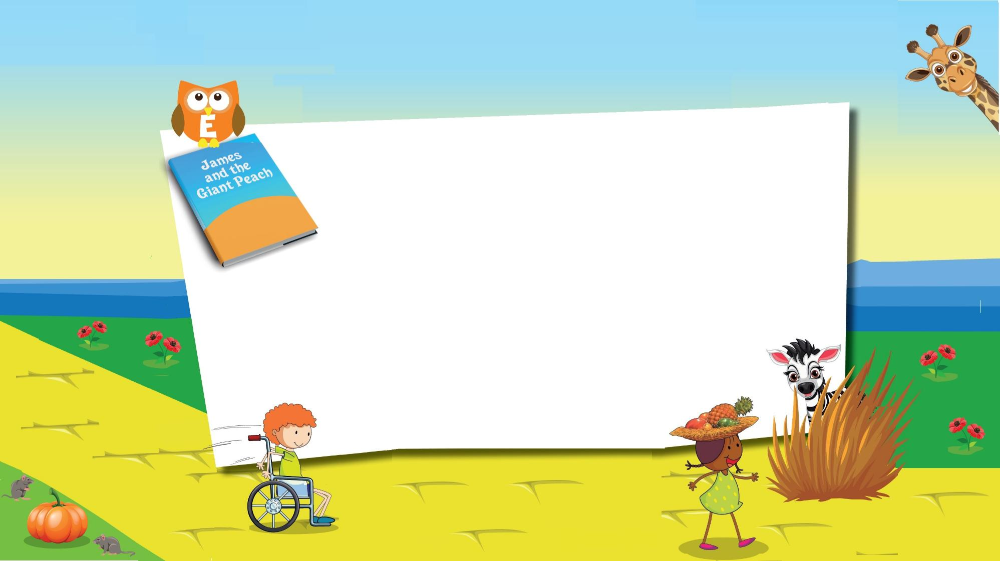 E
James
and the
Giant Peach